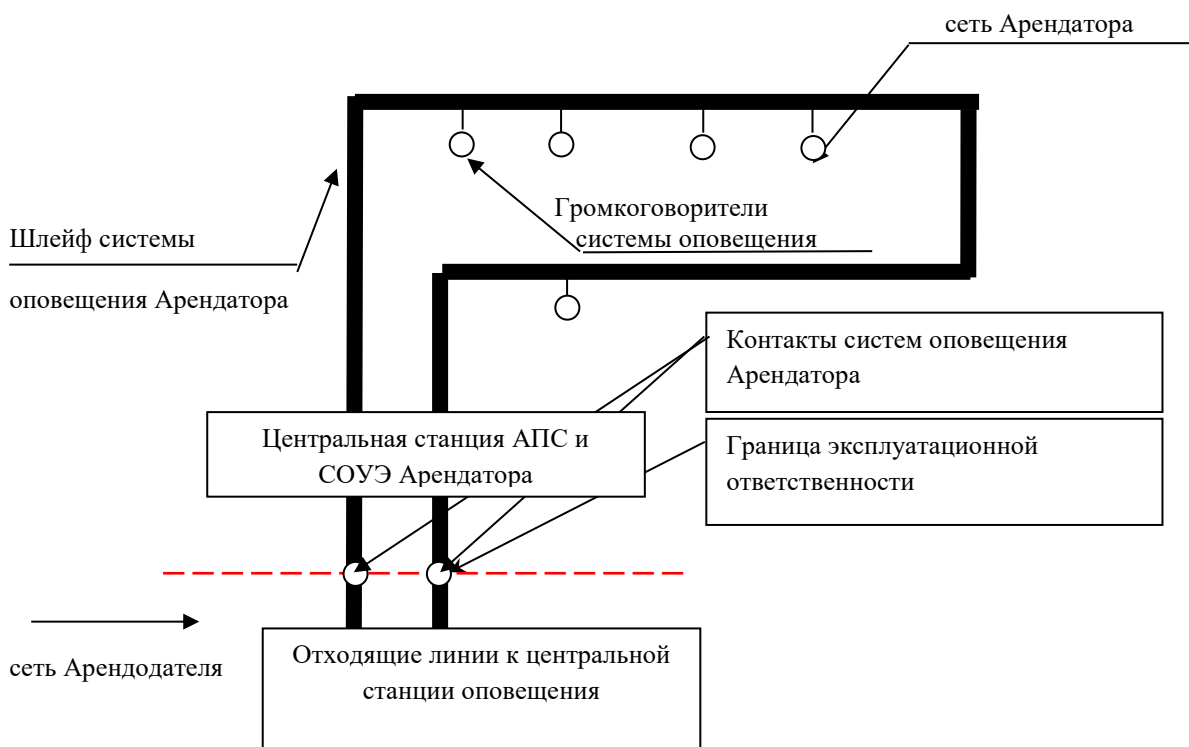 сеть Арендатора
Громкоговорители
системы оповещения
Шлейф системы
оповещения Арендатора
Контакты систем оповещения
Арендатора
Центральная станция АПС и
СОУЭ Арендатора
Граница эксплуатационной
ответственности
сеть Арендодателя
Отходящие линии к центральной
станции оповещения